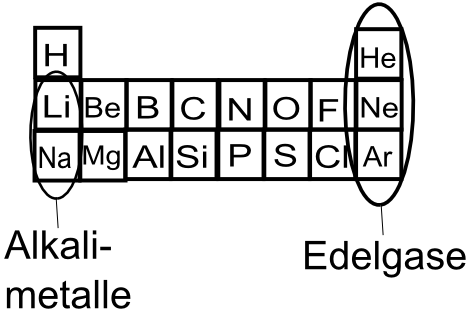 H He
Li Be B C N O F Ne
Na Mg Al Si P S Cl Ar
Alkali-
metalle
Edelgase